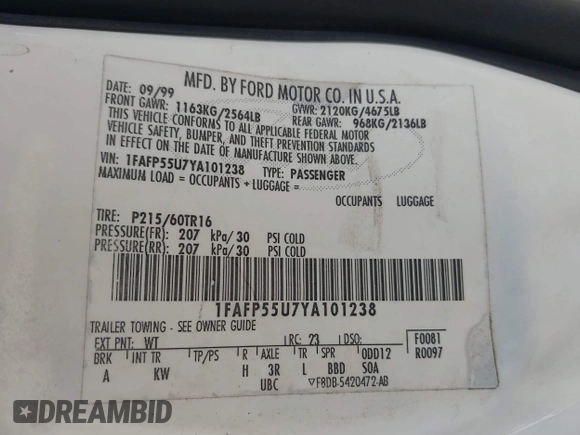 MFD. BY FORD MOTOR CO. IN U.S.A.
DATE: 09/99 GVWR: 2120KG/4675LB
FRONT GAWR: 1163KG/2564LB REAR GAWR: 968KG/2136LB
THIS VEHICLE CONFORMS TO ALL APPLICABLE FEDERAL MOTOR
VEHICLE SAFETY, BUMPER, AND THEFT PREVENTION STANDARDS
IN EFFECT ON THE DATE OF MANUFACTURE SHOWN ABOVE
VIN: 1FAFP55U7YA101238 TYPE: PASSENGER
MAXIMUM LOAD = OCCUPANTS + LUGGAGE =
OCCUPANTS LUGGAGE
TIRE: P215/60TR16
PRESSURE(FR): 207 kPa/30 PSI COLD
PRESSURE(RR): 207 kPa/30 PSI COLD
1FAFP55U7YA101238
TRAILER TOWING - SEE OWNER GUIDE
EXT PNT: WT RC: 23 DSO: F0081
BRK INT TR TP/PS R AXLE TR SPR ODD12 R0097
A KW H 3R L BBD SOA
UBC F8DB-5420472-AB
DREAMBID